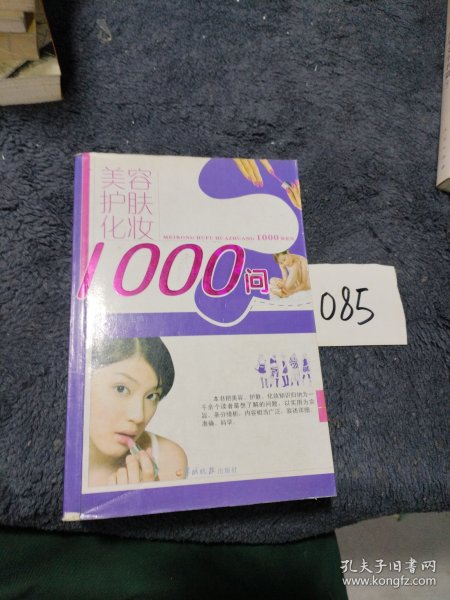 美容
护肤
化妆
MEIRONG HUFU HUAZHUANG 1000
1000问
085
本书把美容、护肤、化妆知识归纳为一
千余个读者最想了解的问题，以实用为宗
旨，条分缕析，内容相当广泛，叙述详细、
准确、科学。
出版社
孔夫子旧书网
www.kongfz.com